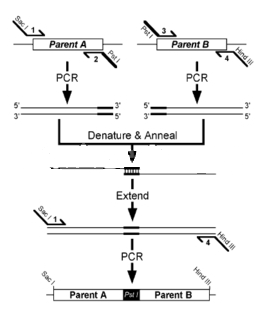 Sac I 1
Parent A
2 Pst I
Pst I 3
Parent B
4 Hind III
PCR PCR
5' 3' 5' 3'
3' 5' 3' 5'
Denature & Anneal
Extend
Sac I 1
4 Hind III
PCR
Sac I Hind III
Parent A Pst I Parent B